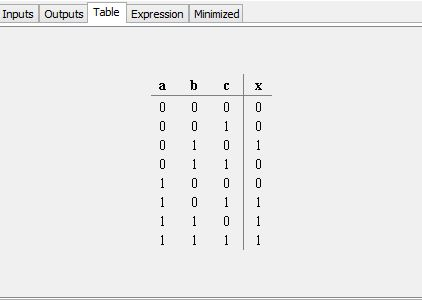 Inputs Outputs Table Expression Minimized
a b c x
0 0 0 0
0 0 1 0
0 1 0 1
0 1 1 0
1 0 0 0
1 0 1 1
1 1 0 1
1 1 1 1